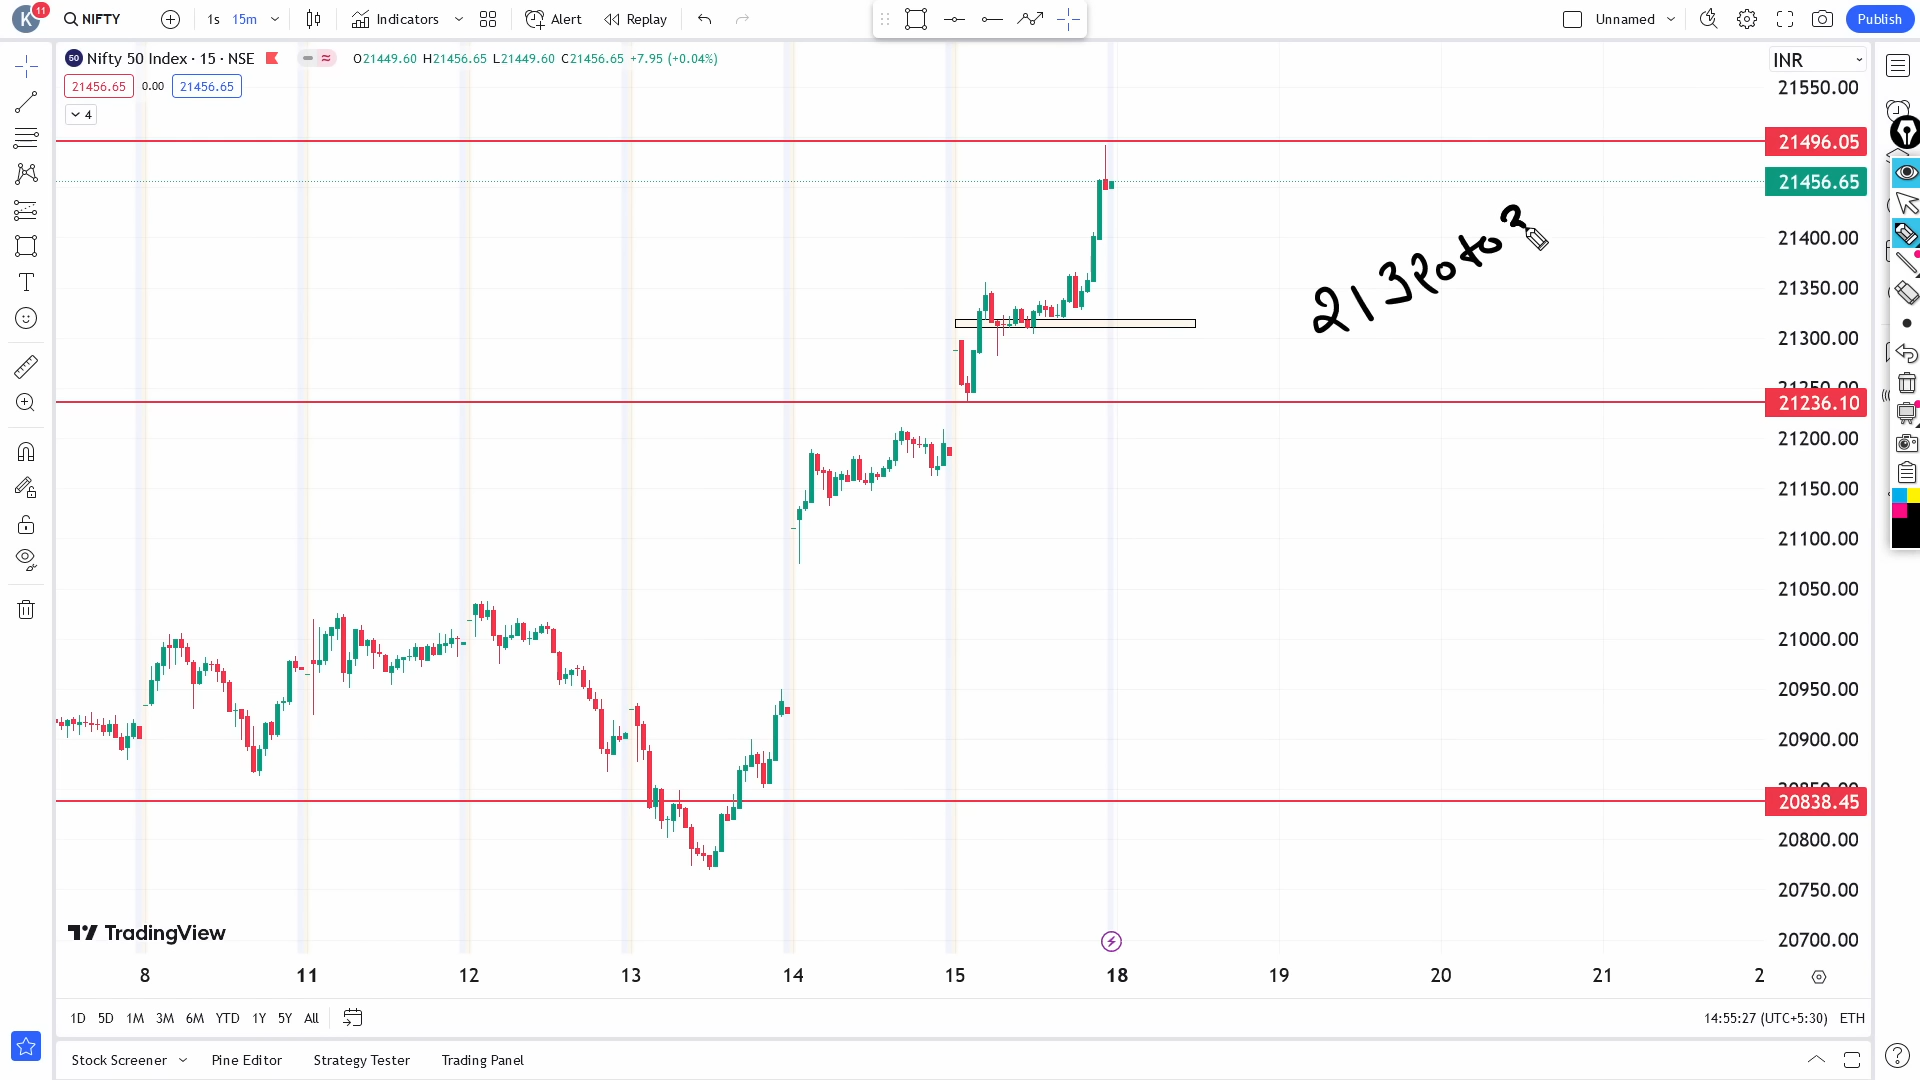 K 11 NIFTY 1s 15m Indicators Alert Replay Unnamed Publish
50 Nifty 50 Index · 15 · NSE O21449.60 H21456.65 L21449.60 C21456.65 +7.95 (+0.04%)
INR
21456.65 0.00 21456.65
4
21550.00
21496.05
21456.65
21400.00
21350.00
21300.00
21236.10
21200.00
21150.00
21100.00
21050.00
21000.00
20950.00
20900.00
20838.45
20800.00
20750.00
20700.00
TradingView
8 11 12 13 14 15 18 19 20 21 2
1D 5D 1M 3M 6M YTD 1Y 5Y All 14:55:27 (UTC+5:30) ETH
Stock Screener Pine Editor Strategy Tester Trading Panel